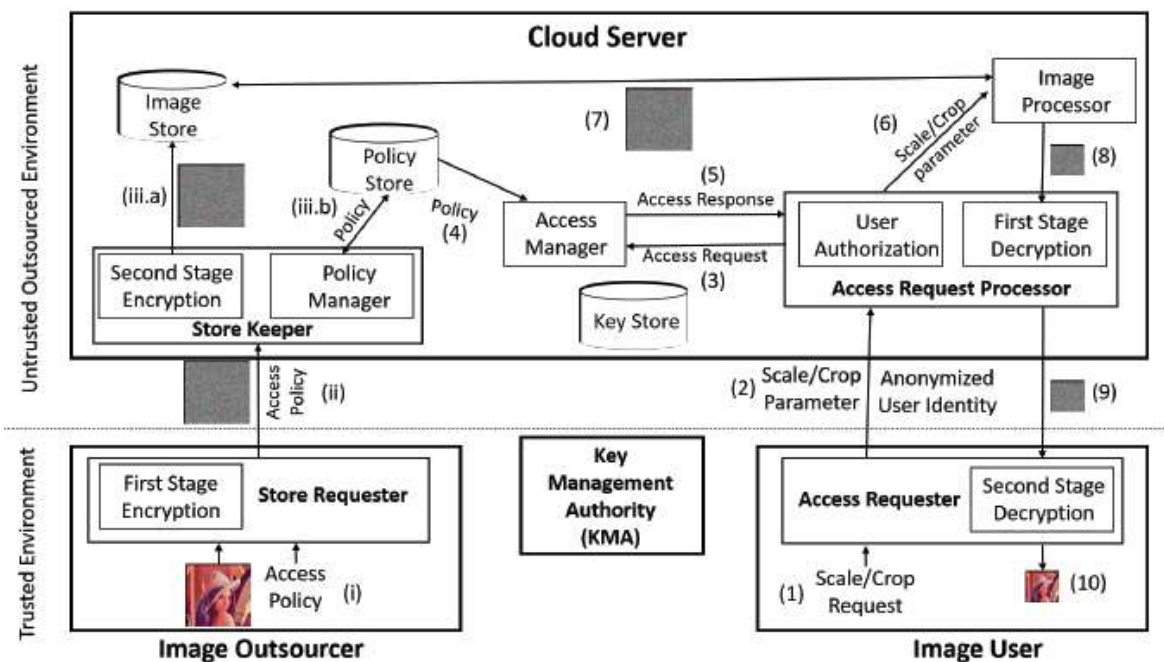 Cloud Server
Untrusted Outsourced Environment
Image
Store
Image
Processor
(7)
(6)
Scale/Crop
parameter
(8)
(iii.a)
Policy
Store
(iii.b)
Policy
Policy
(4)
(5)
Access Response
Access
Manager
Access Request
(3)
User
Authorization
First Stage
Decryption
Access Request Processor
Second Stage
Encryption
Policy
Manager
Store Keeper
Key Store
Access
Policy
(ii)
(2)
Scale/Crop
Parameter
Anonymized
User Identity
(9)
Trusted Environment
First Stage
Encryption
Store Requester
Access
Policy
(i)
Image Outsourcer
Key
Management
Authority
(KMA)
Access Requester
Second Stage
Decryption
(1)
Scale/Crop
Request
(10)
Image User